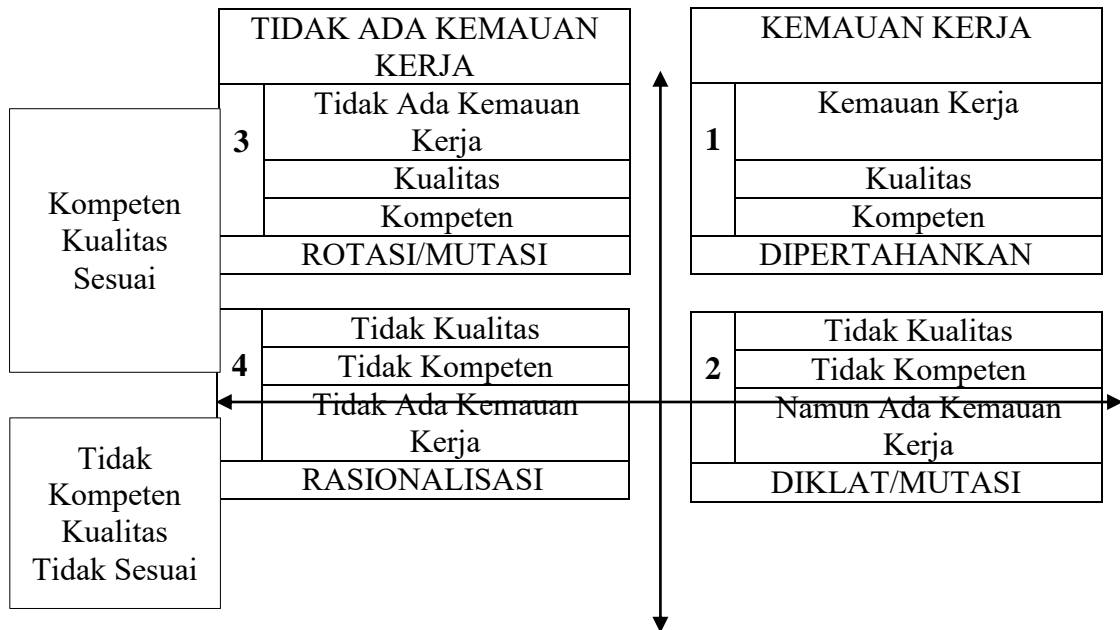 TIDAK ADA KEMAUAN
KERJA
KEMAUAN KERJA
Kompeten
Kualitas
Sesuai
3
Tidak Ada Kemauan
Kerja
Kualitas
Kompeten
ROTASI/MUTASI
1
Kemauan Kerja
Kualitas
Kompeten
DIPERTAHANKAN
Tidak
Kompeten
Kualitas
Tidak Sesuai
4
Tidak Kualitas
Tidak Kompeten
Tidak Ada Kemauan
Kerja
RASIONALISASI
2
Tidak Kualitas
Tidak Kompeten
Namun Ada Kemauan
Kerja
DIKLAT/MUTASI